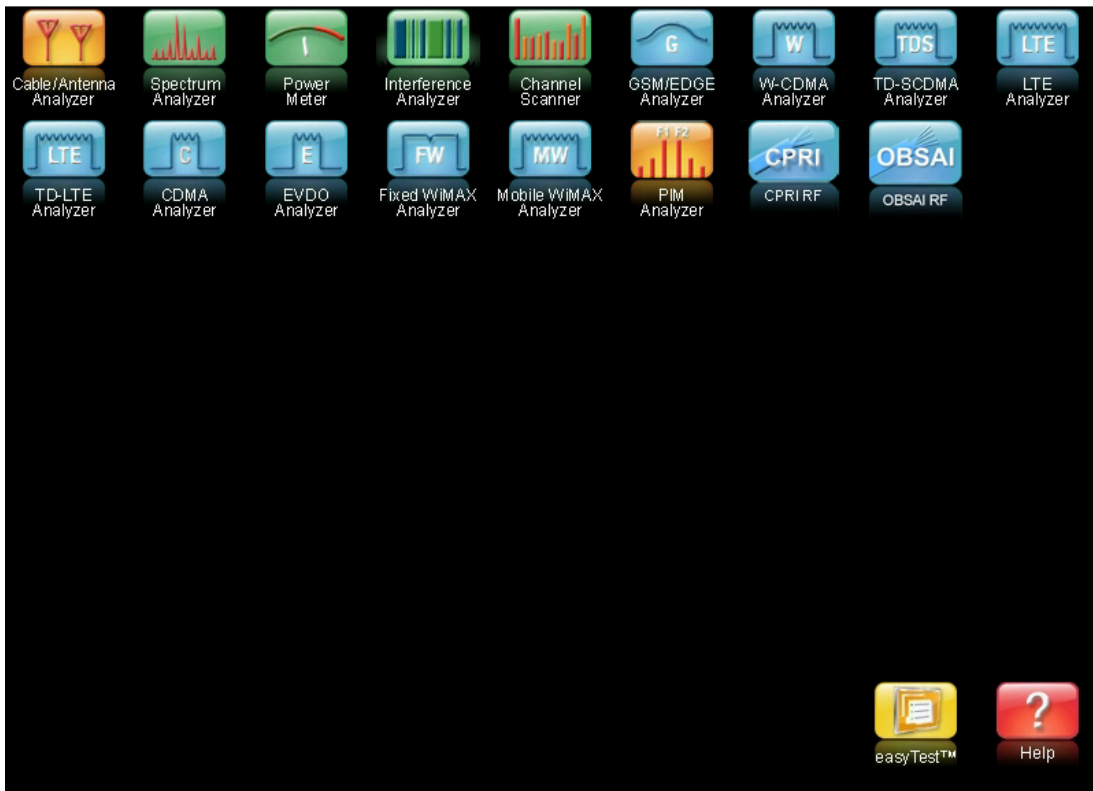 G
W
TDS
LTE
Cable/Antenna Analyzer
Spectrum Analyzer
Power Meter
Interference Analyzer
Channel Scanner
GSM/EDGE Analyzer
W-CDMA Analyzer
TD-SCDMA Analyzer
LTE Analyzer
LTE
C
E
FW
MW
F1 F2
CPRI
OBSAI
TD-LTE Analyzer
CDMA Analyzer
EVDO Analyzer
Fixed WiMAX Analyzer
Mobile WiMAX Analyzer
PIM Analyzer
CPRI RF
OBSAI RF
?
easyTest™
Help